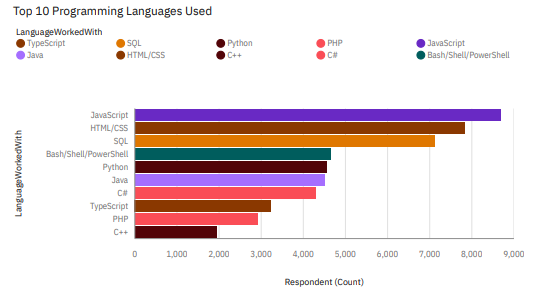 Top 10 Programming Languages Used
LanguageWorkedWith
TypeScript SQL Python PHP JavaScript
Java HTML/CSS C++ C# Bash/Shell/PowerShell
LanguageWorkedWith
JavaScript
HTML/CSS
SQL
Bash/Shell/PowerShell
Python
Java
C#
TypeScript
PHP
C++
0 1,000 2,000 3,000 4,000 5,000 6,000 7,000 8,000 9,000
Respondent (Count)